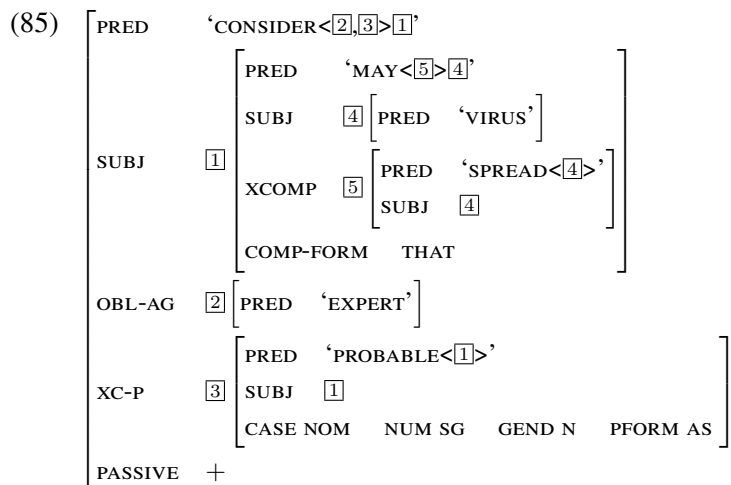 (85) PRED ‘CONSIDER<2,3>1’
PRED ‘MAY<5>4’
SUBJ 4 PRED ‘VIRUS’
SUBJ 1
XCOMP 5 PRED ‘SPREAD<4>’
SUBJ 4
COMP-FORM THAT
OBL-AG 2 PRED ‘EXPERT’
PRED ‘PROBABLE<1>’
XC-P 3 SUBJ 1
CASE NOM NUM SG GEND N PFORM AS
PASSIVE +